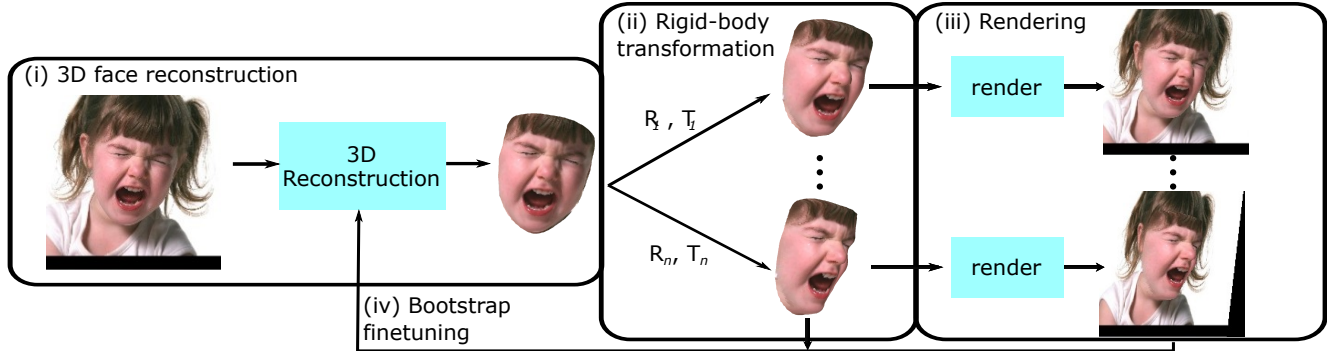 (i) 3D face reconstruction
3D
Reconstruction
(ii) Rigid-body
transformation
R1 , T1
Rn, Tn
(iii) Rendering
render
render
(iv) Bootstrap
finetuning